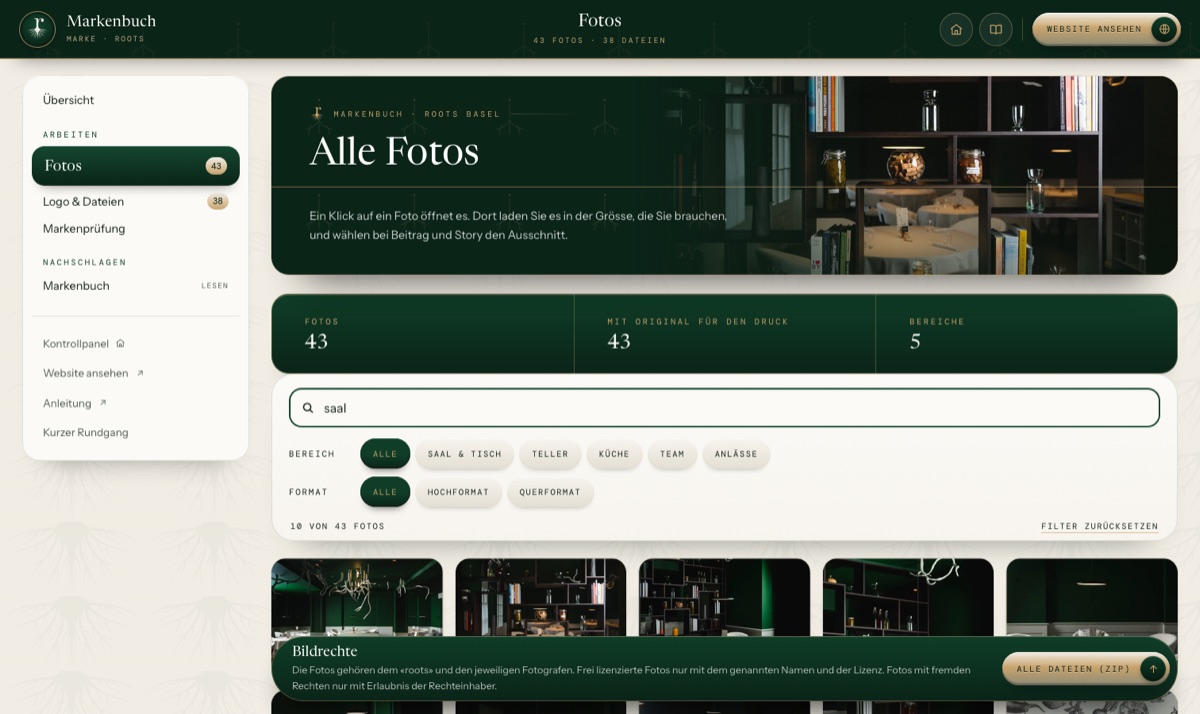 Markenbuch
MARKE · ROOTS
Fotos
43 FOTOS · 38 DATEIEN
WEBSITE ANSEHEN
Übersicht
ARBEITEN
Fotos 43
Logo & Dateien 38
Markenprüfung
NACHSCHLAGEN
Markenbuch LESEN
Kontrollpanel
Website ansehen ↗
Anleitung ↗
Kurzer Rundgang
r MARKENBUCH · ROOTS BASEL
Alle Fotos
Ein Klick auf ein Foto öffnet es. Dort laden Sie es in der Grösse, die Sie brauchen,
und wählen bei Beitrag und Story den Ausschnitt.
FOTOS
43
MIT ORIGINAL FÜR DEN DRUCK
43
BEREICHE
5
saal
BEREICH ALLE SAAL & TISCH TELLER KÜCHE TEAM ANLÄSSE
FORMAT ALLE HOCHFORMAT QUERFORMAT
10 VON 43 FOTOS FILTER ZURÜCKSETZEN
Bildrechte
Die Fotos gehören dem «roots» und den jeweiligen Fotografen. Frei lizenzierte Fotos nur mit dem genannten Namen und der Lizenz. Fotos mit fremden
Rechten nur mit Erlaubnis der Rechteinhaber.
ALLE DATEIEN (ZIP)